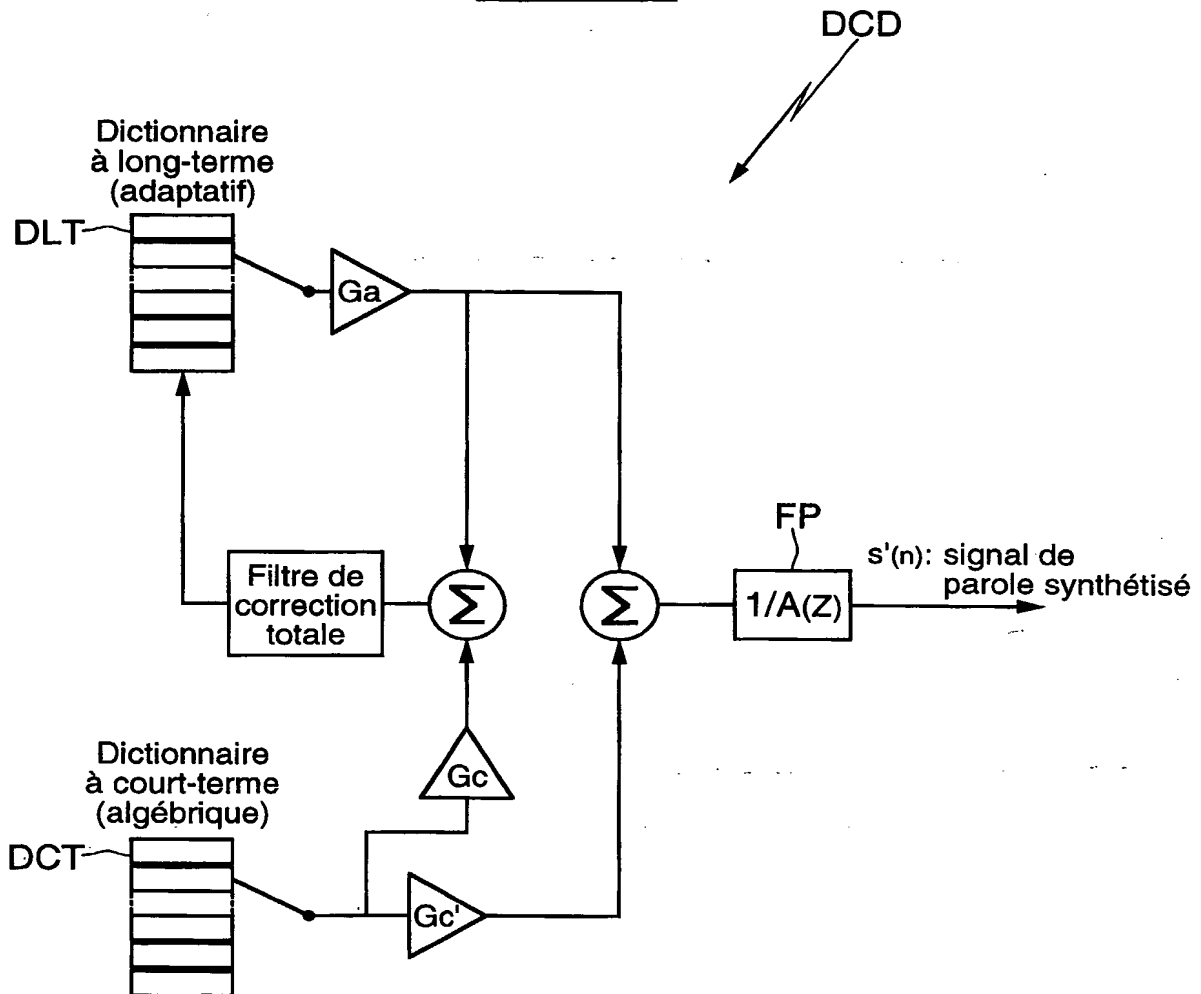 DCD
Dictionnaire
à long-terme
(adaptatif)
DLT
Ga
FP
Filtre de
correction
totale
Σ
Σ
1/A(Z)
s'(n): signal de
parole synthétisé
Dictionnaire
à court-terme
(algébrique)
Gc
DCT
Gc'